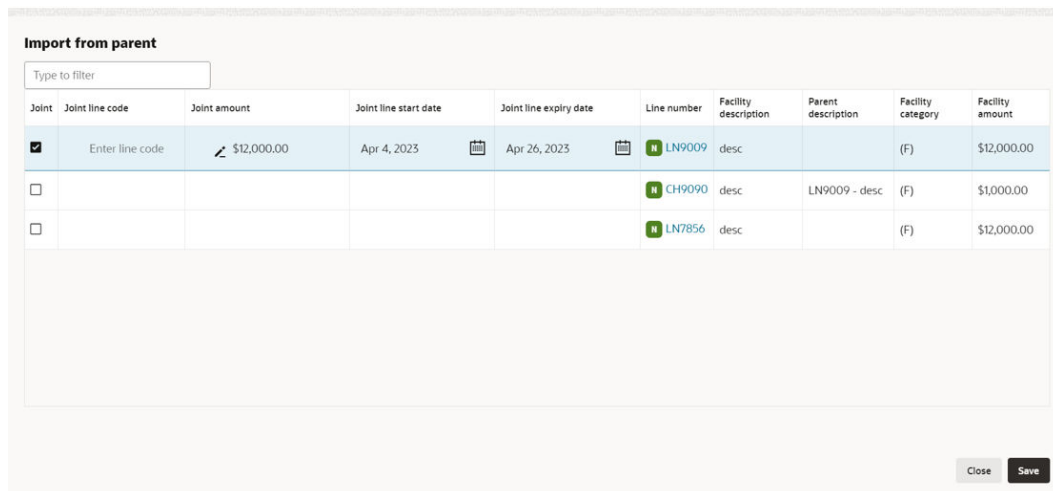 Import from parent
Type to filter
Joint Joint line code Joint amount Joint line start date Joint line expiry date Line number Facility description Parent description Facility category Facility amount
Enter line code $12,000.00 Apr 4, 2023 Apr 26, 2023 N LN9009 desc (F) $12,000.00
N CH9090 desc LN9009 - desc (F) $1,000.00
N LN7856 desc (F) $12,000.00
Close Save